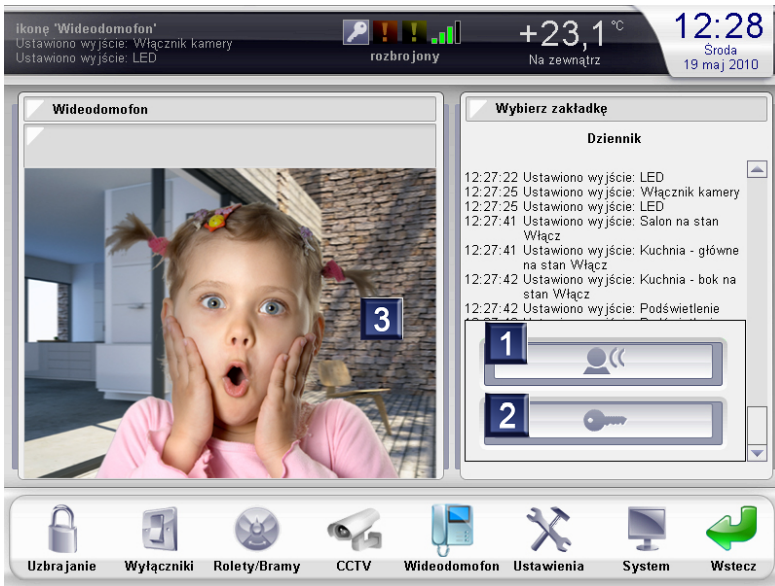 ikonę 'Wideodomofon'
Ustawiono wyjście: Włącznik kamery
Ustawiono wyjście: LED
rozbrojony
+23,1 °C
Na zewnątrz
12:28
Środa
19 maj 2010
Wideodomofon
Wybierz zakładkę
Dziennik
12:27:22 Ustawiono wyjście: LED
12:27:25 Ustawiono wyjście: Włącznik kamery
12:27:25 Ustawiono wyjście: LED
12:27:41 Ustawiono wyjście: Salon na stan
Włącz
12:27:41 Ustawiono wyjście: Kuchnia - główne
na stan Włącz
12:27:42 Ustawiono wyjście: Kuchnia - bok na
stan Włącz
12:27:42 Ustawiono wyjście: Podświetlenie
3
1
2
Uzbrajanie
Wyłączniki
Rolety/Bramy
CCTV
Wideodomofon
Ustawienia
System
Wstecz